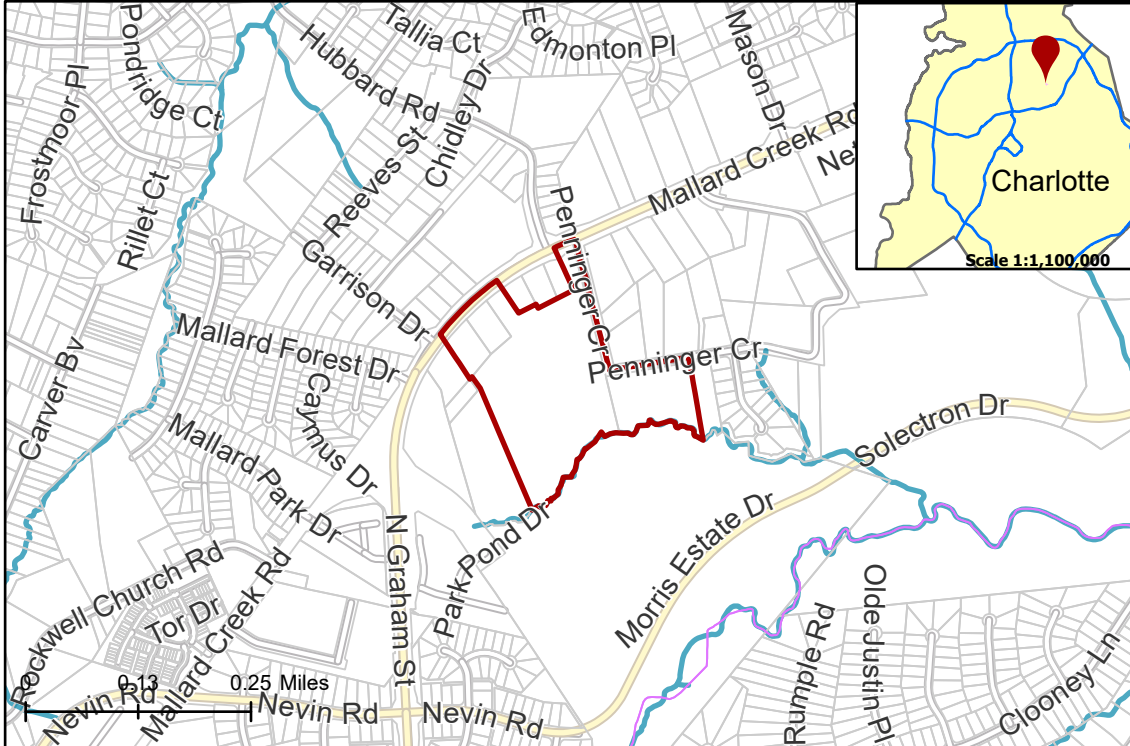 Pondridge Ct
Frostmoor Pl
Tallia Ct
Edmonton Pl
Hubbard Rd
Chidley Dr
Mason Dr
Mallard Creek Rd
Reeves St
Rillet Ct
Penninger Cr
Garrison Dr
Charlotte
Scale 1:1,100,000
Mallard Forest Dr
Penninger Cr
Carver Bv
Caymus Dr
Mallard Park Dr
Solectron Dr
N Graham St
Park Pond Dr
Morris Estate Dr
Rockwell Church Rd
Tor Dr
Mallard Creek Rd
Olde Justin Pl
Rumple Rd
Clooney Ln
0 0.13 0.25 Miles
Nevin Rd
Nevin Rd
Nevin Rd